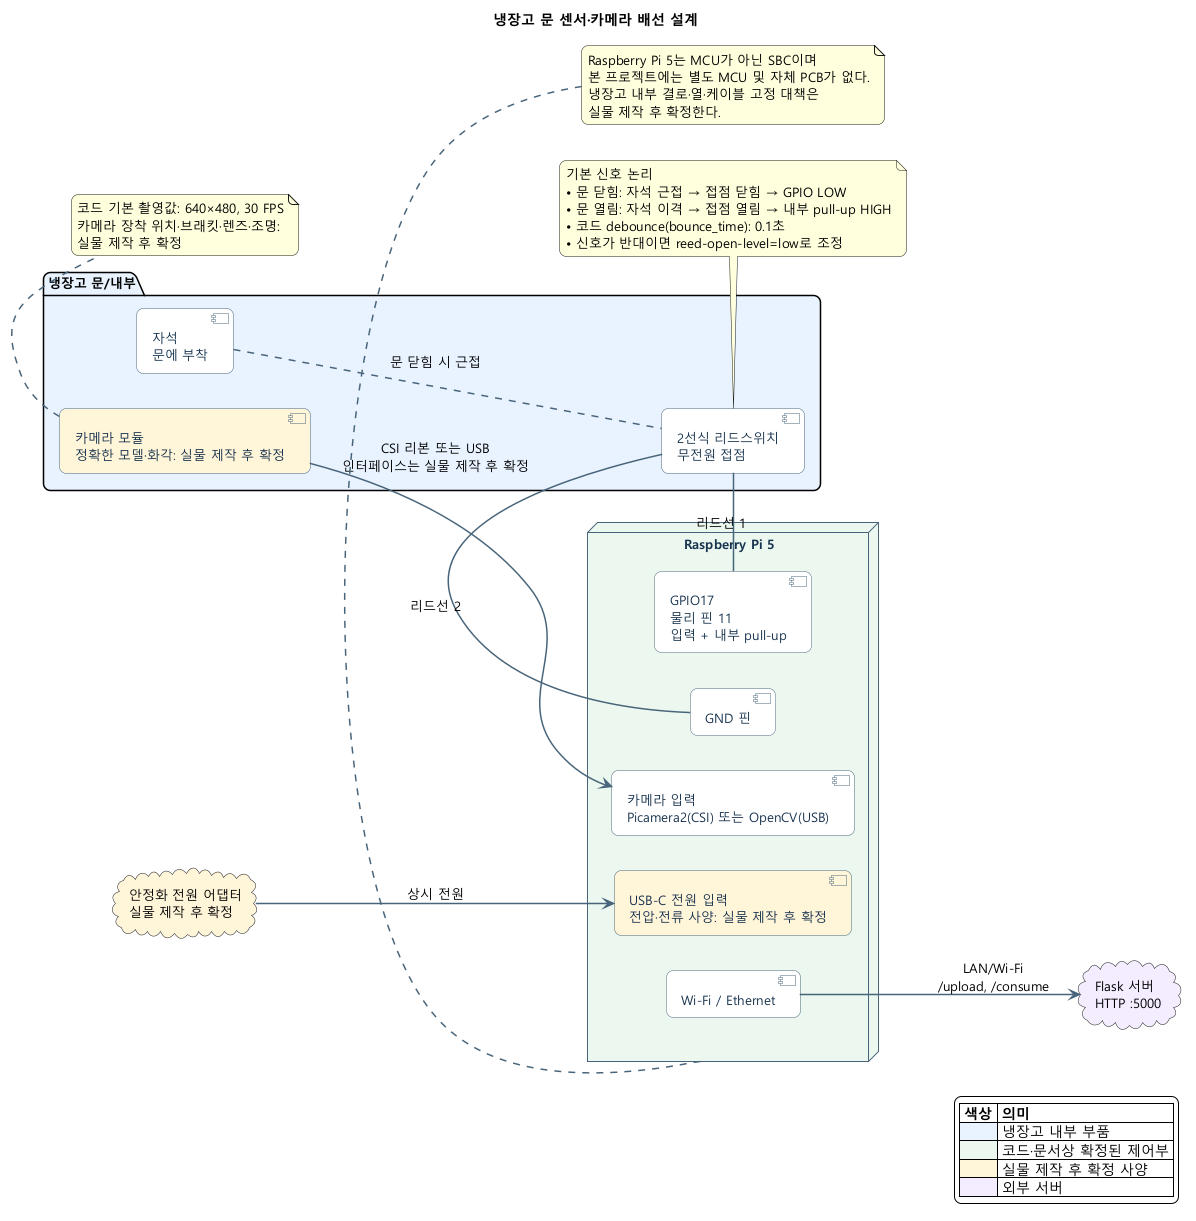 냉장고 문 센서·카메라 배선 설계
Raspberry Pi 5는 MCU가 아닌 SBC이며
본 프로젝트에는 별도 MCU 및 자체 PCB가 없다.
냉장고 내부 결로·열·케이블 고정 대책은
실물 제작 후 확정한다.
기본 신호 논리
• 문 닫힘: 자석 근접 → 접점 닫힘 → GPIO LOW
• 문 열림: 자석 이격 → 접점 열림 → 내부 pull-up HIGH
• 코드 debounce(bounce_time): 0.1초
• 신호가 반대이면 reed-open-level=low로 조정
코드 기본 촬영값: 640×480, 30 FPS
카메라 장착 위치·브래킷·렌즈·조명:
실물 제작 후 확정
냉장고 문/내부
자석
문에 부착
문 닫힘 시 근접
카메라 모듈
정확한 모델·화각: 실물 제작 후 확정
CSI 리본 또는 USB
인터페이스는 실물 제작 후 확정
2선식 리드스위치
무전원 접점
리드선 1
Raspberry Pi 5
GPIO17
물리 핀 11
입력 + 내부 pull-up
리드선 2
GND 핀
카메라 입력
Picamera2(CSI) 또는 OpenCV(USB)
안정화 전원 어댑터
실물 제작 후 확정
상시 전원
USB-C 전원 입력
전압·전류 사양: 실물 제작 후 확정
Wi-Fi / Ethernet
LAN/Wi-Fi
/upload, /consume
Flask 서버
HTTP :5000
색상 의미
냉장고 내부 부품
코드·문서상 확정된 제어부
실물 제작 후 확정 사양
외부 서버